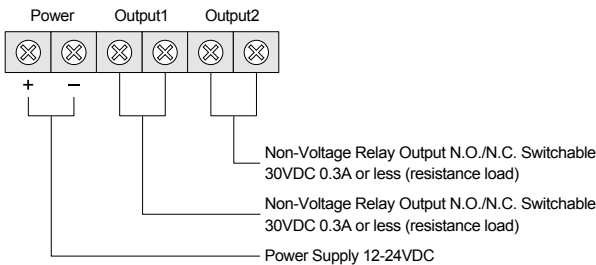 Power Output1 Output2
+ −
Non-Voltage Relay Output N.O./N.C. Switchable
30VDC 0.3A or less (resistance load)
Non-Voltage Relay Output N.O./N.C. Switchable
30VDC 0.3A or less (resistance load)
Power Supply 12-24VDC